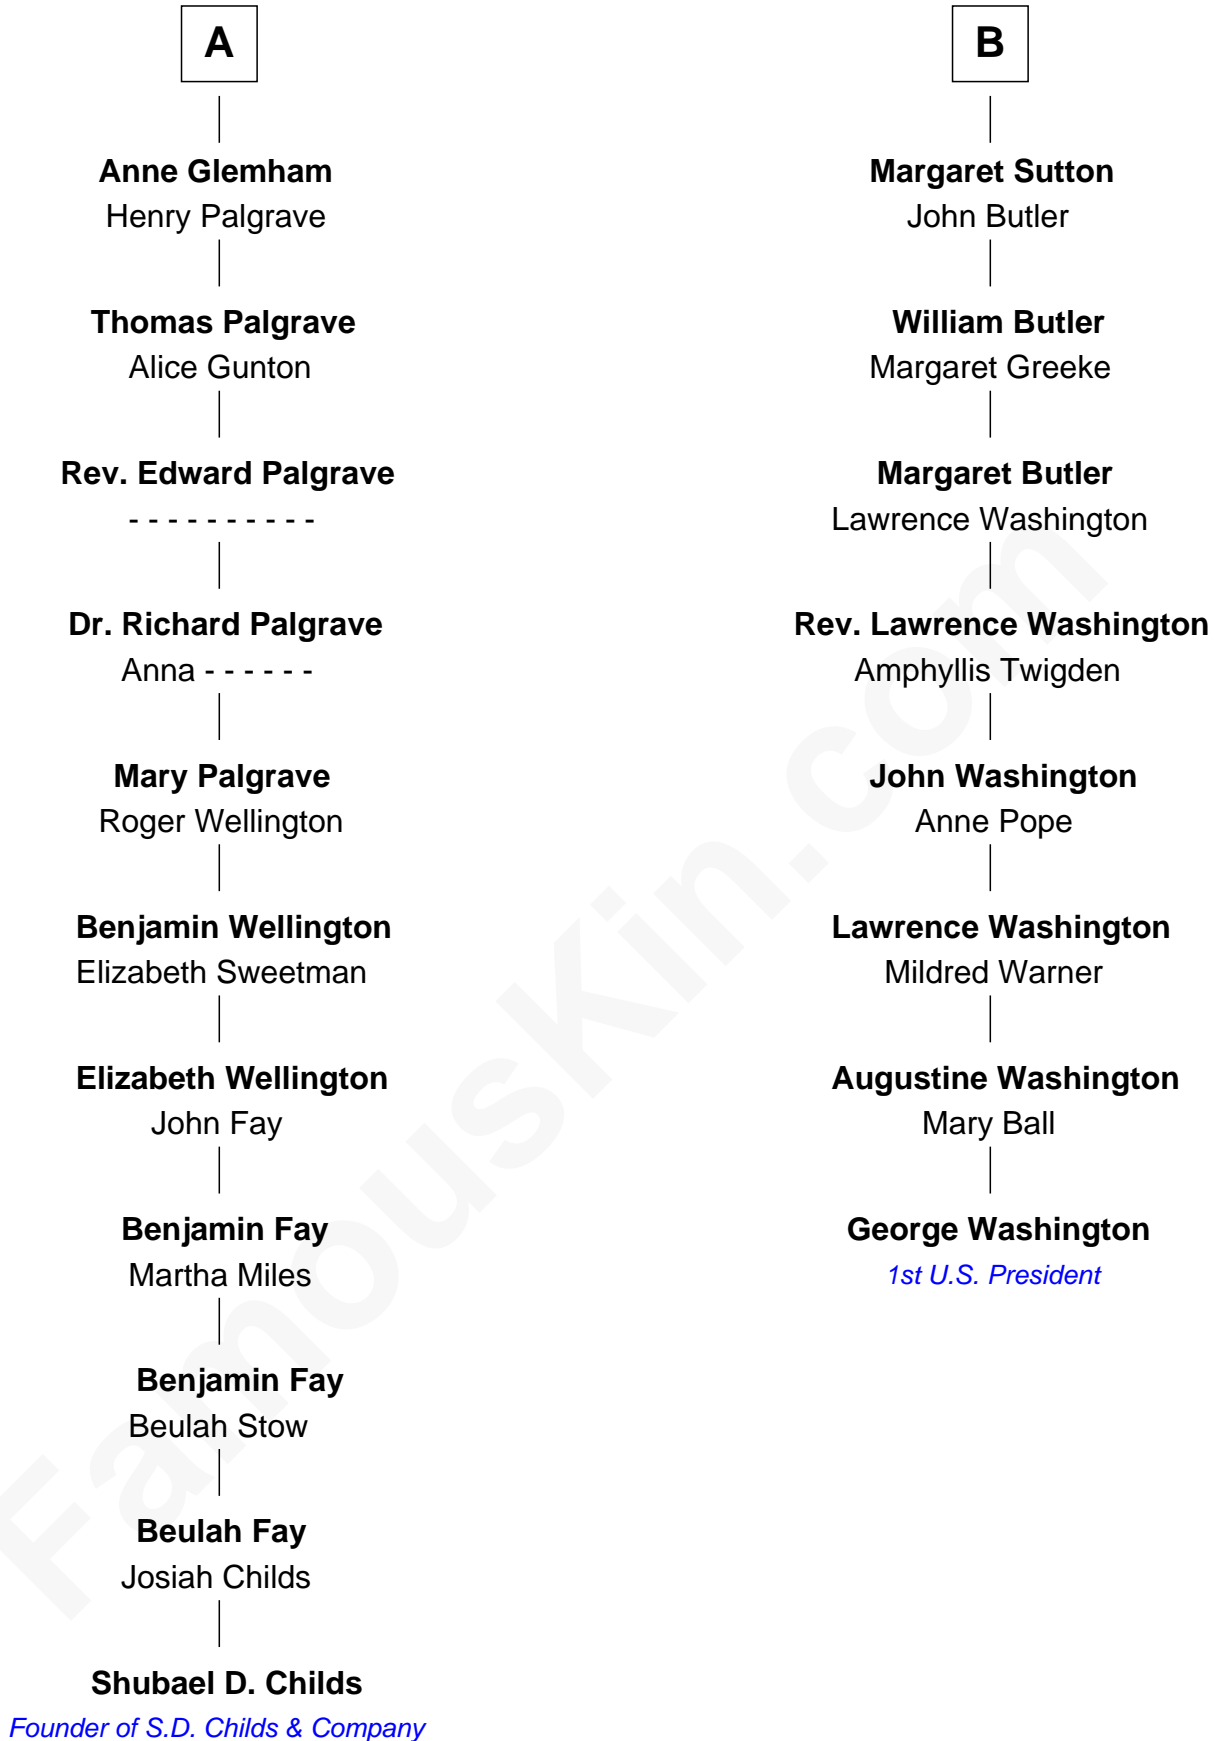 A
Anne Glemham
Henry Palgrave
Thomas Palgrave
Alice Gunton
Rev. Edward Palgrave
- - - - - - - - - -
Dr. Richard Palgrave
Anna - - - - - -
Mary Palgrave
Roger Wellington
Benjamin Wellington
Elizabeth Sweetman
Elizabeth Wellington
John Fay
Benjamin Fay
Martha Miles
Benjamin Fay
Beulah Stow
Beulah Fay
Josiah Childs
Shubael D. Childs
Founder of S.D. Childs & Company
B
Margaret Sutton
John Butler
William Butler
Margaret Greeke
Margaret Butler
Lawrence Washington
Rev. Lawrence Washington
Amphyllis Twigden
John Washington
Anne Pope
Lawrence Washington
Mildred Warner
Augustine Washington
Mary Ball
George Washington
1st U.S. President
FamousKin.com